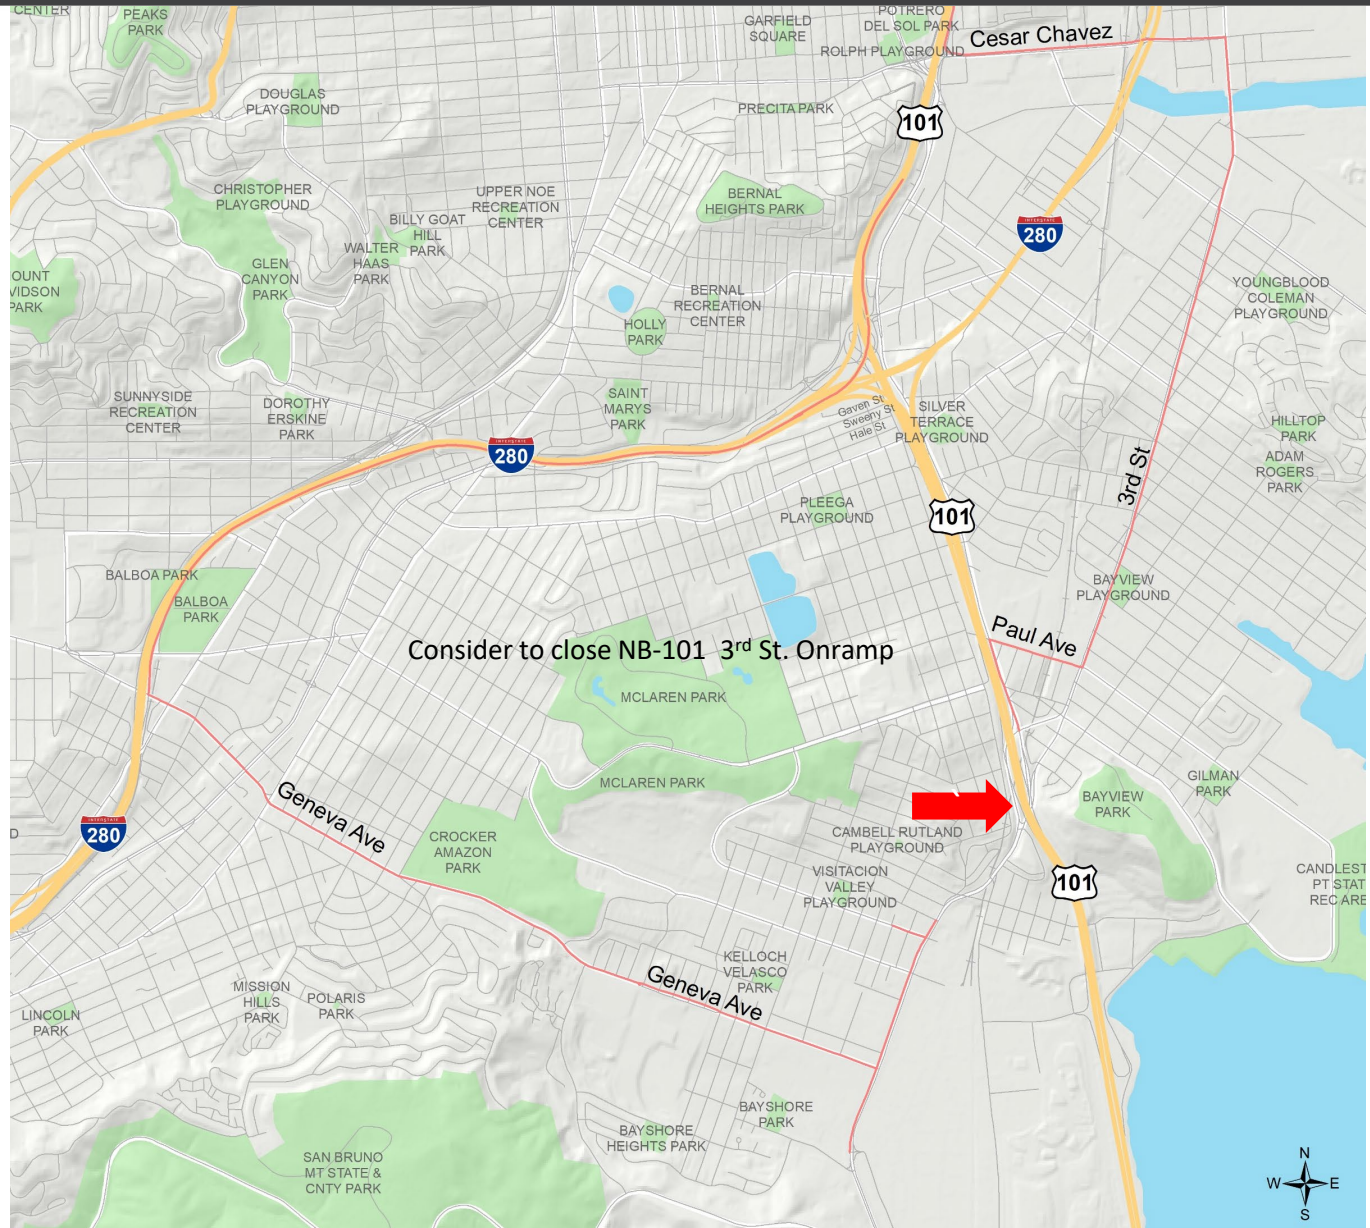 CENTER
PEAKS
PARK
GARFIELD
SQUARE
POTRERO
DEL SOL PARK
ROLPH PLAYGROUND
Cesar Chavez
DOUGLAS
PLAYGROUND
PRECITA PARK
101
CHRISTOPHER
PLAYGROUND
UPPER NOE
RECREATION
CENTER
BERNAL
HEIGHTS PARK
BILLY GOAT
HILL
PARK
WALTER
HAAS
PARK
INTERSTATE
280
GLEN
CANYON
PARK
OUNT
VIDSON
PARK
BERNAL
RECREATION
CENTER
YOUNGBLOOD
COLEMAN
PLAYGROUND
HOLLY
PARK
SUNNYSIDE
RECREATION
CENTER
DOROTHY
ERSKINE
PARK
SAINT
MARYS
PARK
Gaven St
Sweeny St
Hale St
SILVER
TERRACE
PLAYGROUND
HILLTOP
PARK
ADAM
ROGERS
PARK
INTERSTATE
280
3rd St
PLEEGA
PLAYGROUND
101
BALBOA PARK
BALBOA
PARK
BAYVIEW
PLAYGROUND
Paul Ave
Consider to close NB-101 3rd St. Onramp
MCLAREN PARK
MCLAREN PARK
GILMAN
PARK
BAYVIEW
PARK
Geneva Ave
INTERSTATE
280
D
CROCKER
AMAZON
PARK
CAMBELL RUTLAND
PLAYGROUND
VISITACION
VALLEY
PLAYGROUND
101
CANDLEST
PT STAT
REC ARE
KELLOCH
VELASCO
PARK
Geneva Ave
MISSION
HILLS
PARK
POLARIS
PARK
LINCOLN
PARK
BAYSHORE
PARK
BAYSHORE
HEIGHTS PARK
SAN BRUNO
MT STATE &
CNTY PARK
N
W
E
S